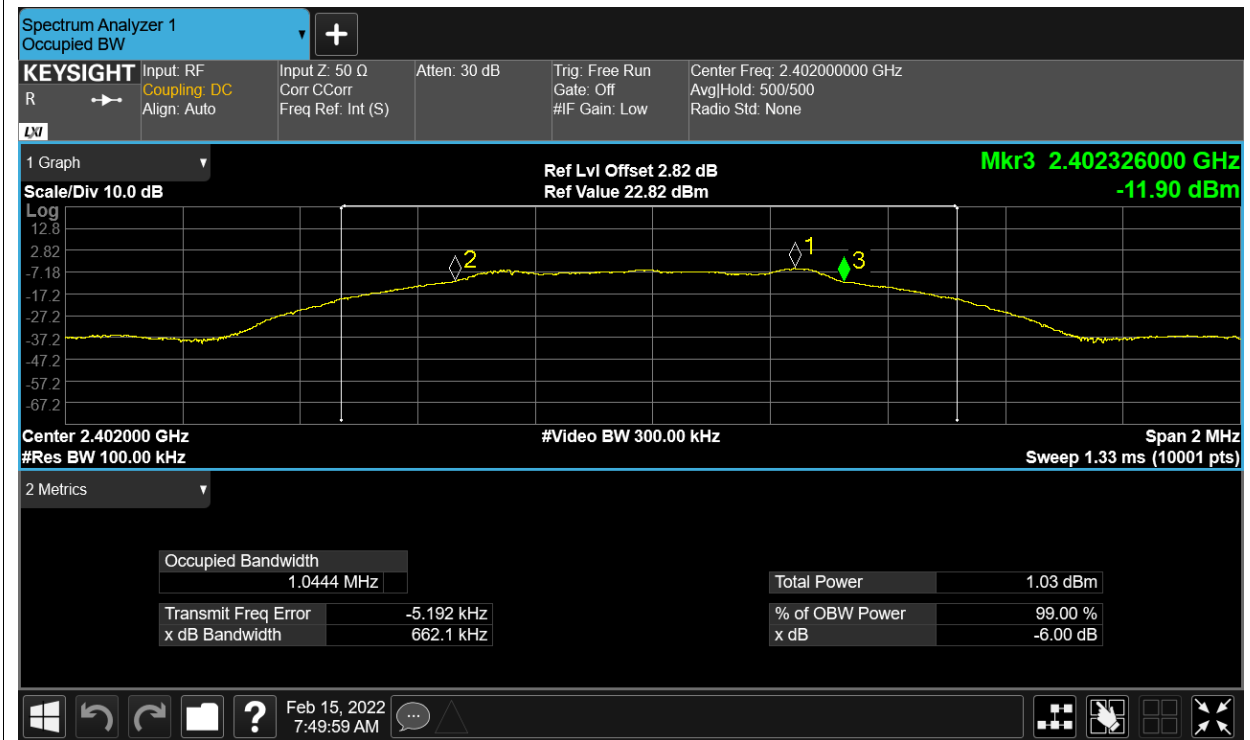 Spectrum Analyzer 1
Occupied BW
KEYSIGHT
R
LXI
Input: RF
Coupling: DC
Align: Auto
Input Z: 50 Ω
Corr CCorr
Freq Ref: Int (S)
Atten: 30 dB
Trig: Free Run
Gate: Off
#IF Gain: Low
Center Freq: 2.402000000 GHz
Avg|Hold: 500/500
Radio Std: None
1 Graph
Scale/Div 10.0 dB
Ref Lvl Offset 2.82 dB
Ref Value 22.82 dBm
Mkr3 2.402326000 GHz
-11.90 dBm
Log
12.8
2.82
-7.18
-17.2
-27.2
-37.2
-47.2
-57.2
-67.2
2
1
3
Center 2.402000 GHz
#Video BW 300.00 kHz
Span 2 MHz
#Res BW 100.00 kHz
Sweep 1.33 ms (10001 pts)
2 Metrics
Occupied Bandwidth
1.0444 MHz
Total Power 1.03 dBm
Transmit Freq Error -5.192 kHz
% of OBW Power 99.00 %
x dB Bandwidth 662.1 kHz
x dB -6.00 dB
?
Feb 15, 2022
7:49:59 AM